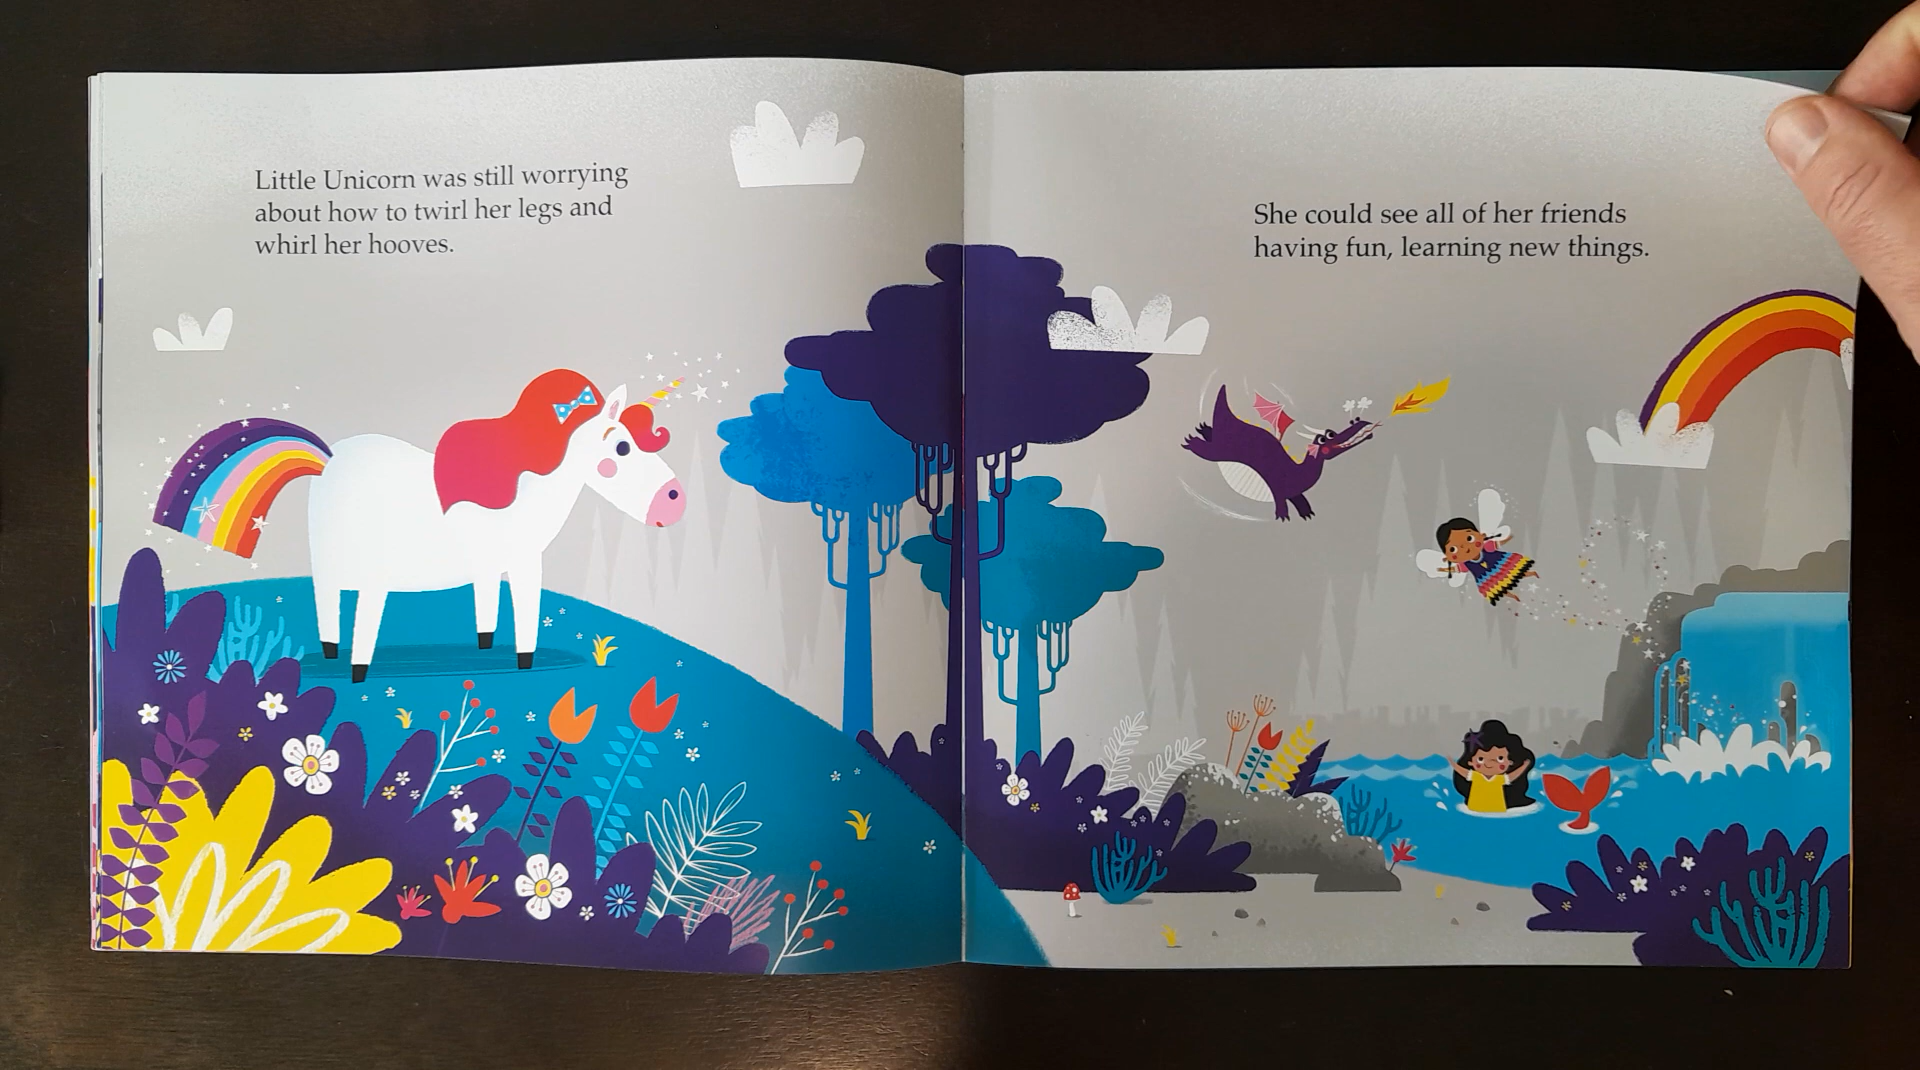 Little Unicorn was still worrying
about how to twirl her legs and
whirl her hooves.
She could see all of her friends
having fun, learning new things.